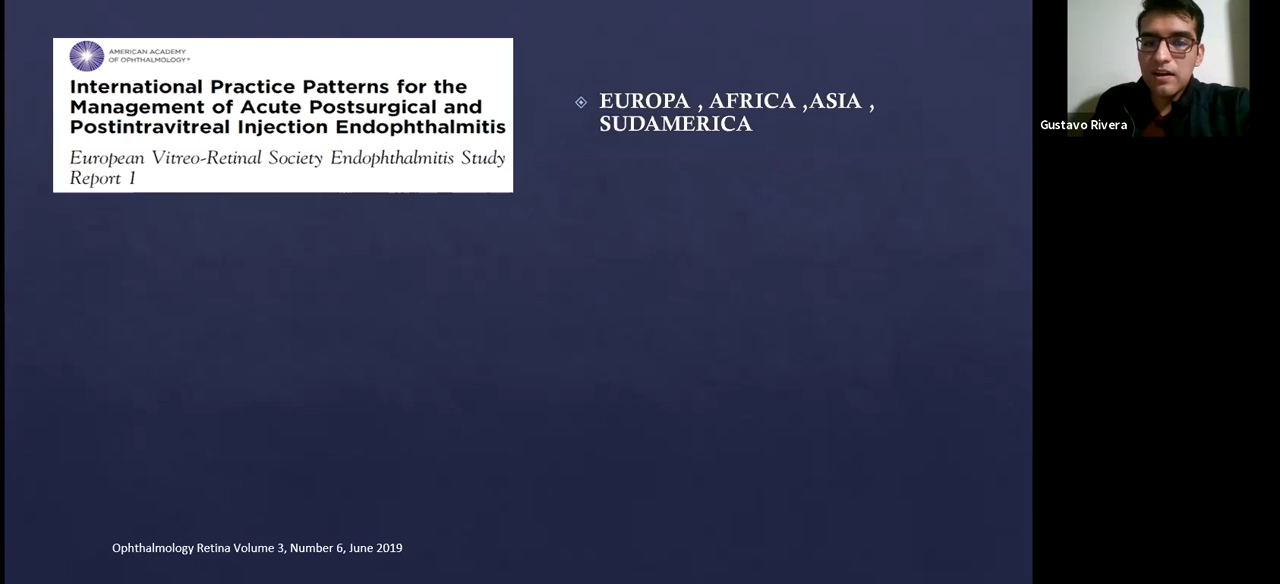 AMERICAN ACADEMY
OF OPHTHALMOLOGY®
International Practice Patterns for the
Management of Acute Postsurgical and
Postintravitreal Injection Endophthalmitis
European Vitreo-Retinal Society Endophthalmitis Study
Report 1
EUROPA , AFRICA ,ASIA ,
SUDAMERICA
Gustavo Rivera
Ophthalmology Retina Volume 3, Number 6, June 2019